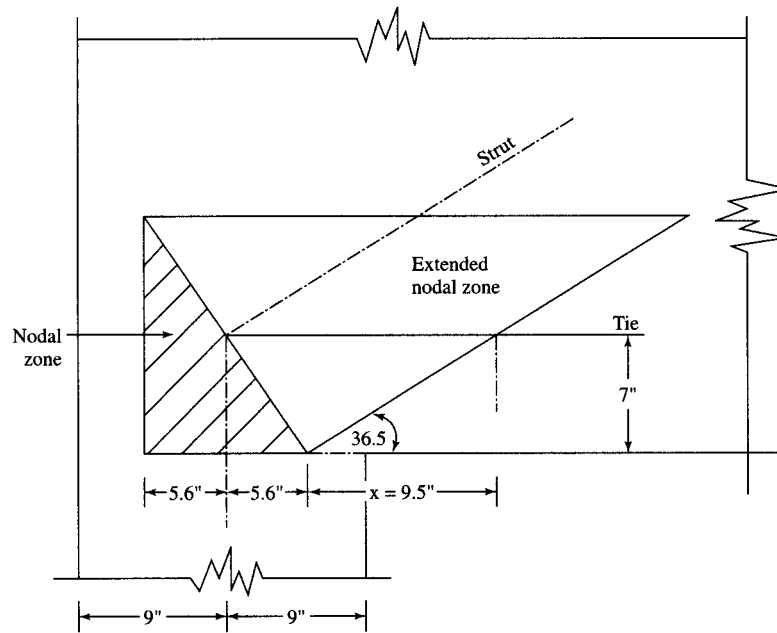 Strut
Extended
nodal zone
Nodal
zone
Tie
7"
36.5
5.6"
5.6"
x = 9.5"
9"
9"